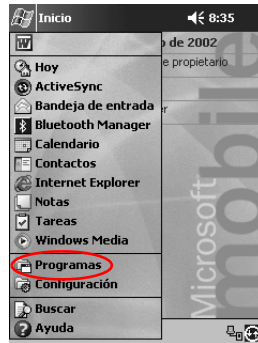 Inicio 8:35
o de 2002
Hoy
e propietario
ActiveSync
Bandeja de entrada
er
Bluetooth Manager
Calendario
Contactos
Internet Explorer
Notas
Tareas
Windows Media
Programas
Configuración
Buscar
Ayuda
Microsoft
mobile